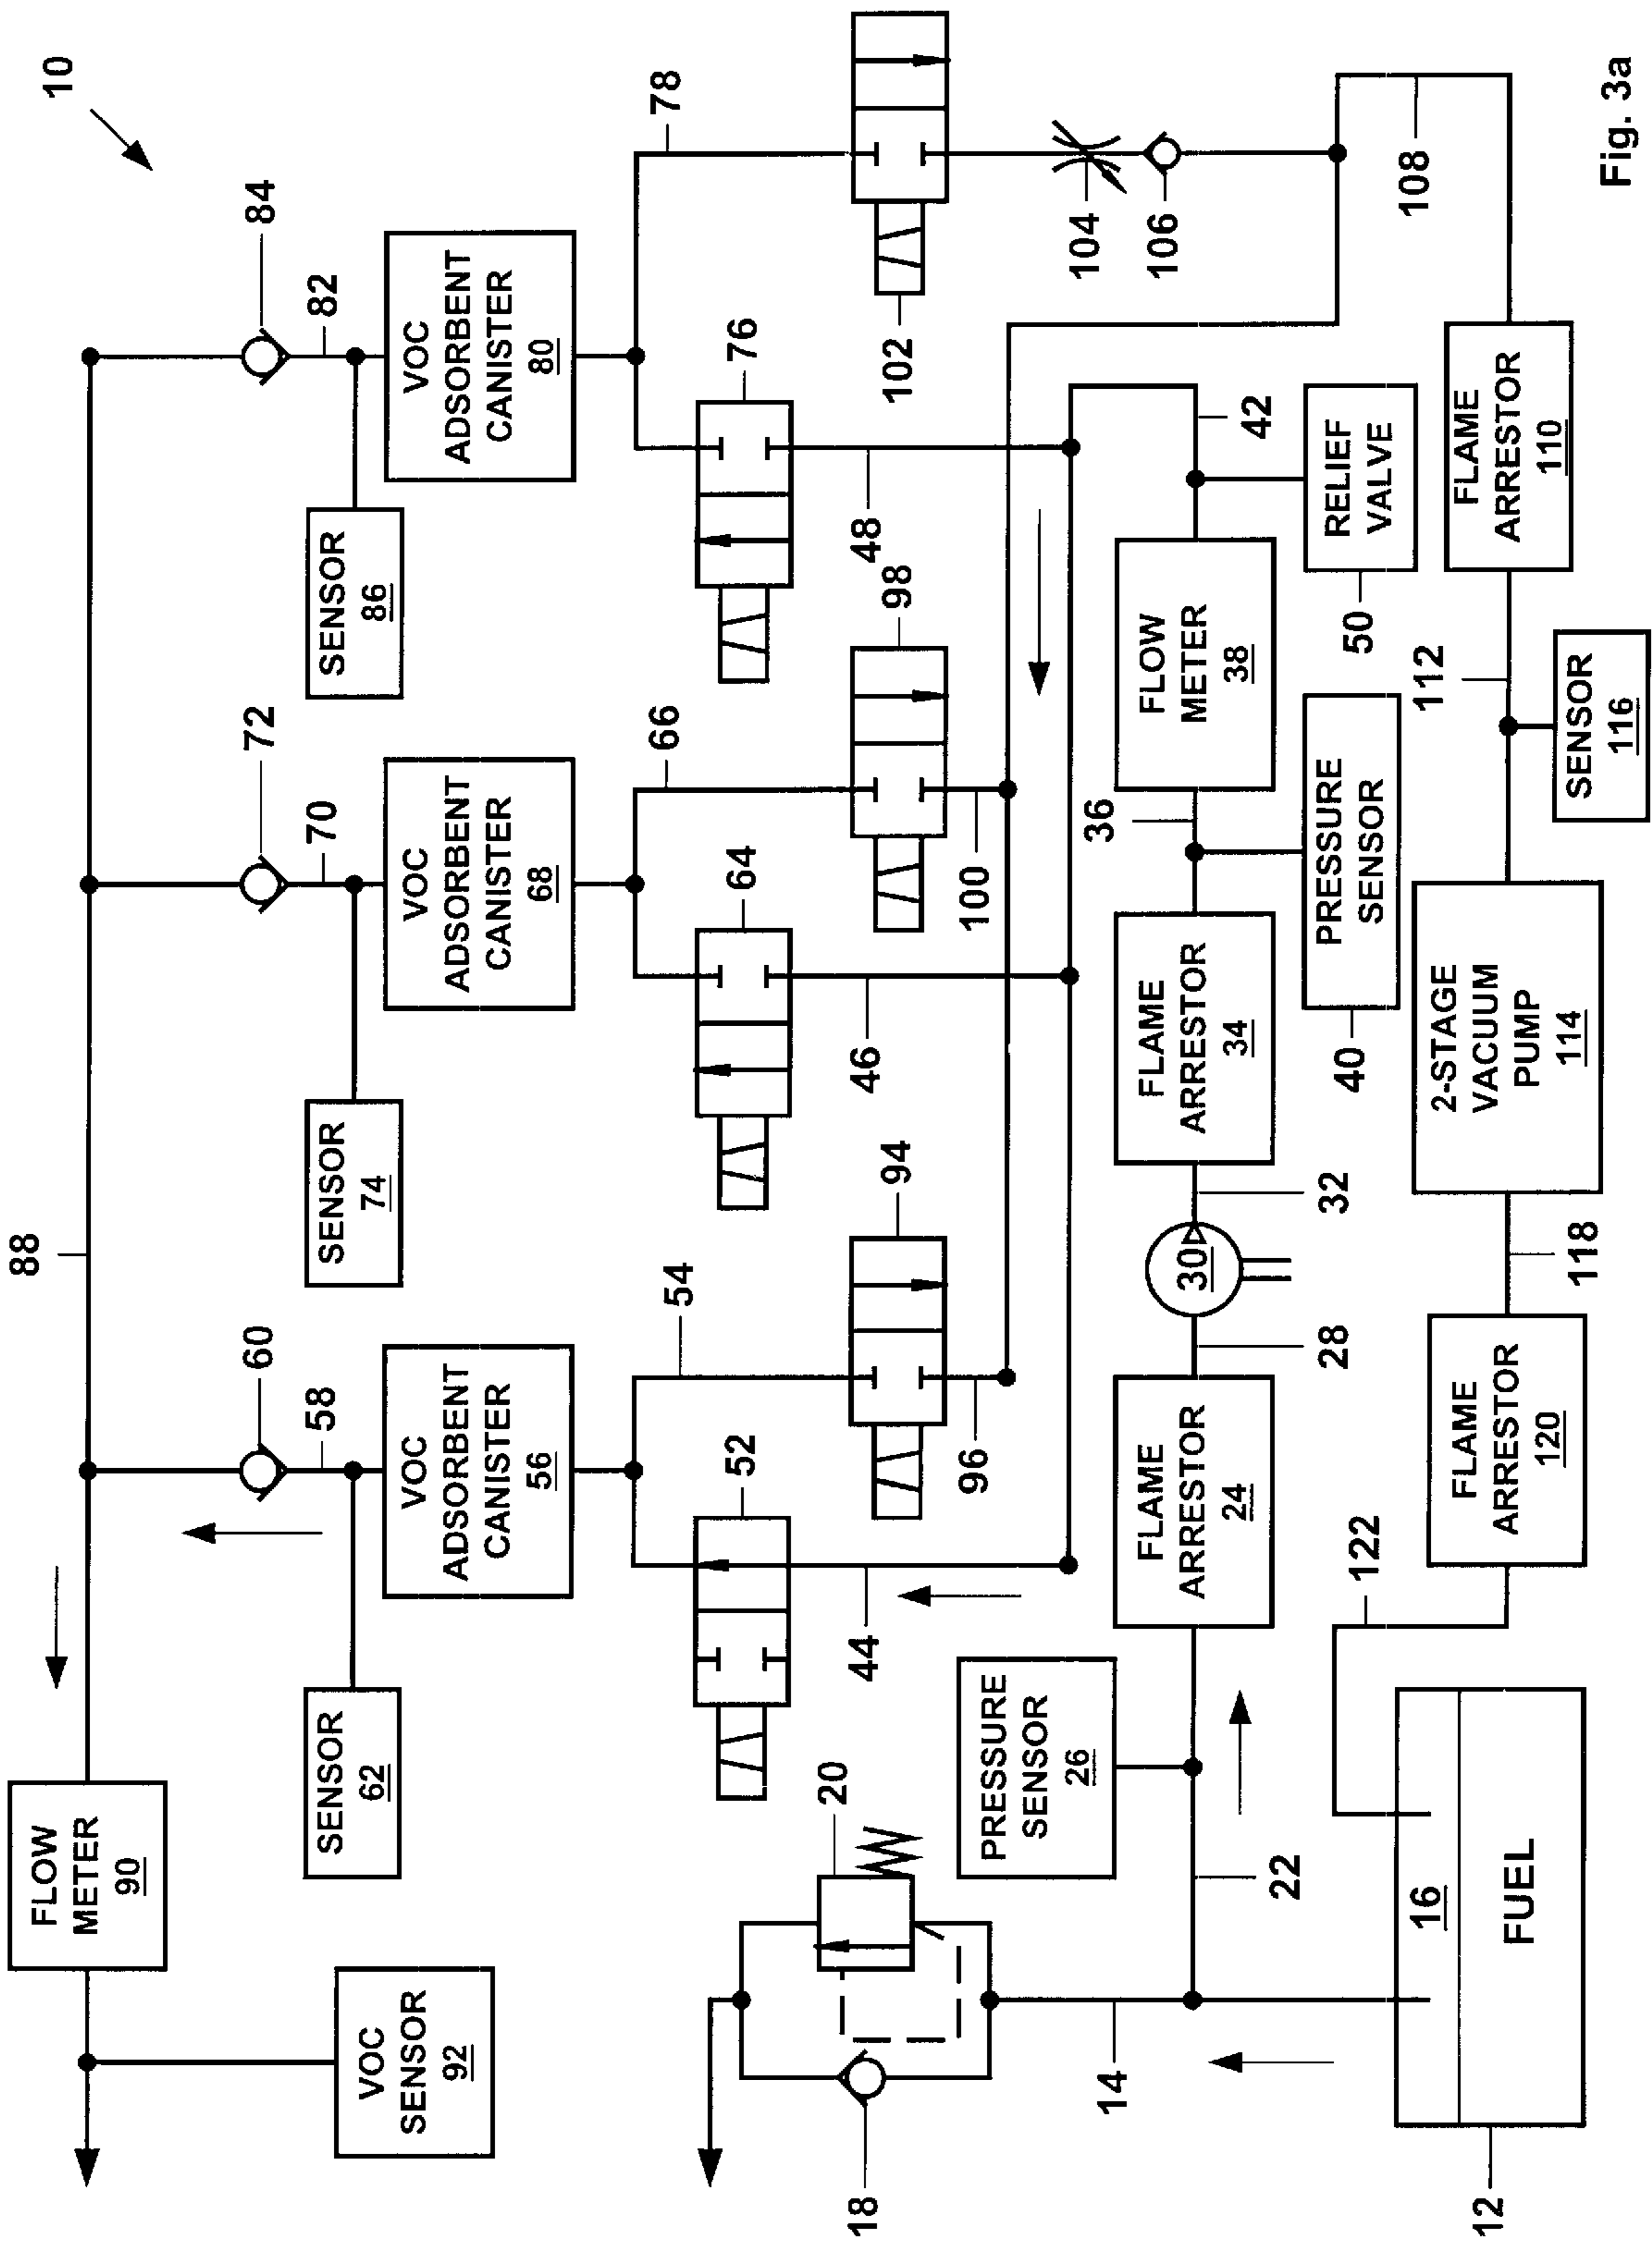 10
88
84
82
72
70
60
58
FLOW
METER
90
VOC
SENSOR
92
VOC
ADSORBENT
CANISTER
80
SENSOR
86
VOC
ADSORBENT
CANISTER
68
SENSOR
74
VOC
ADSORBENT
CANISTER
56
SENSOR
62
78
76
66
64
54
52
102
48
98
46
100
94
96
44
104
106
20
18
PRESSURE
SENSOR
26
42
FLOW
METER
38
36
FLAME
ARRESTOR
34
32
30
28
FLAME
ARRESTOR
24
22
14
RELIEF
VALVE
50
PRESSURE
SENSOR
40
108
FLAME
ARRESTOR
110
112
SENSOR
116
2-STAGE
VACUUM
PUMP
114
118
FLAME
ARRESTOR
120
122
16
FUEL
12
Fig. 3a